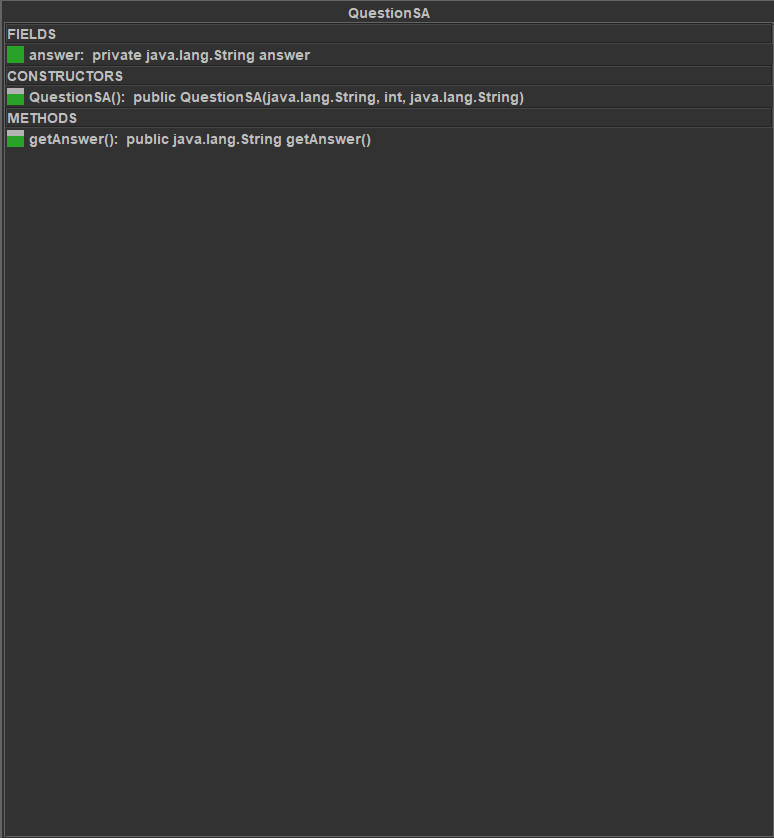 QuestionSA
FIELDS
answer: private java.lang.String answer
CONSTRUCTORS
QuestionSA(): public QuestionSA(java.lang.String, int, java.lang.String)
METHODS
getAnswer(): public java.lang.String getAnswer()